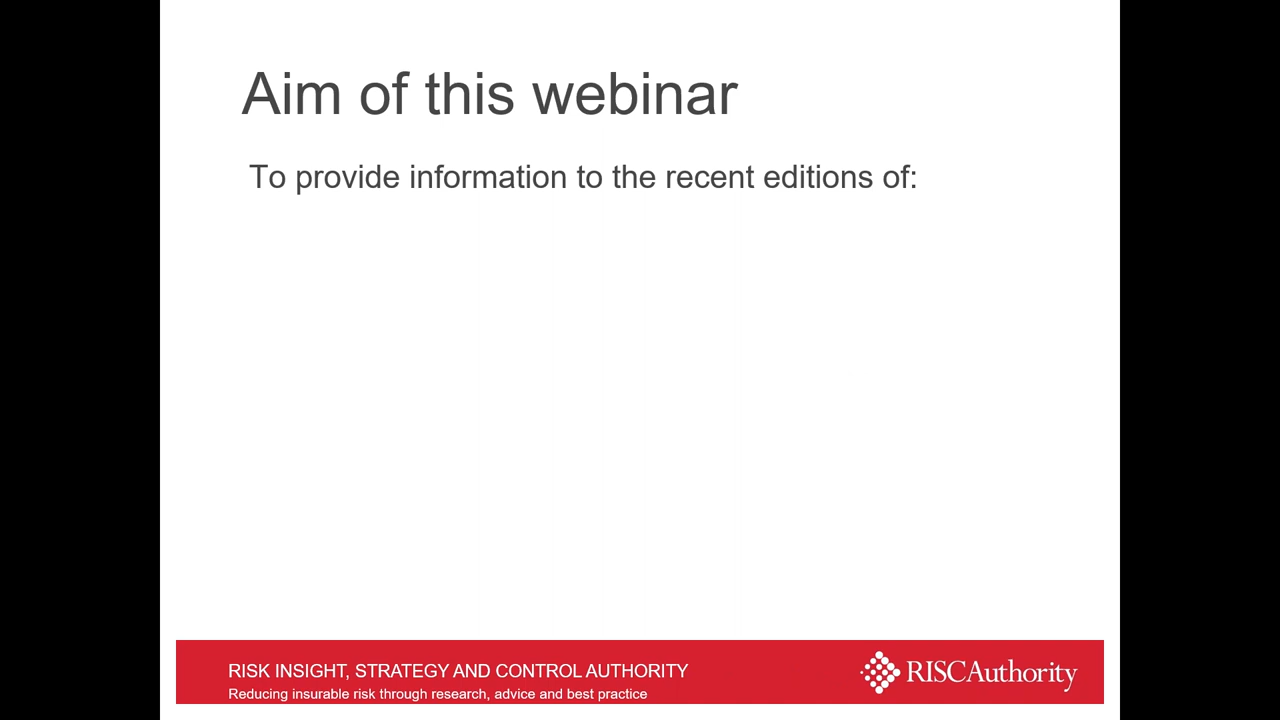 Aim of this webinar
To provide information to the recent editions of:
RISK INSIGHT, STRATEGY AND CONTROL AUTHORITY
Reducing insurable risk through research, advice and best practice
RISCAuthority